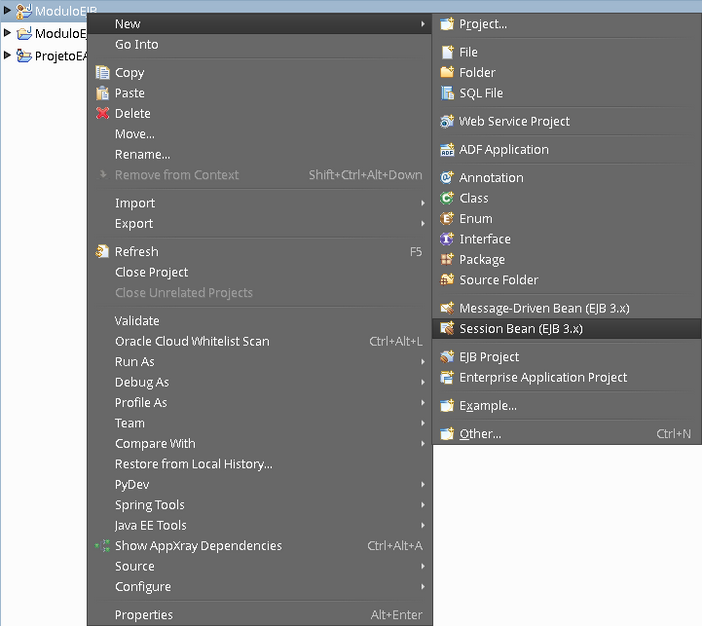 ModuloEJB
ModuloE
ProjetoEA
New
Go Into
Copy
Paste
Delete
Move...
Rename...
Remove from Context Shift+Ctrl+Alt+Down
Import
Export
Refresh F5
Close Project
Close Unrelated Projects
Validate
Oracle Cloud Whitelist Scan Ctrl+Alt+L
Run As
Debug As
Profile As
Team
Compare With
Restore from Local History...
PyDev
Spring Tools
Java EE Tools
Show AppXray Dependencies Ctrl+Alt+A
Source
Configure
Properties Alt+Enter
Project...
File
Folder
SQL File
Web Service Project
ADF Application
Annotation
Class
Enum
Interface
Package
Source Folder
Message-Driven Bean (EJB 3.x)
Session Bean (EJB 3.x)
EJB Project
Enterprise Application Project
Example...
Other... Ctrl+N